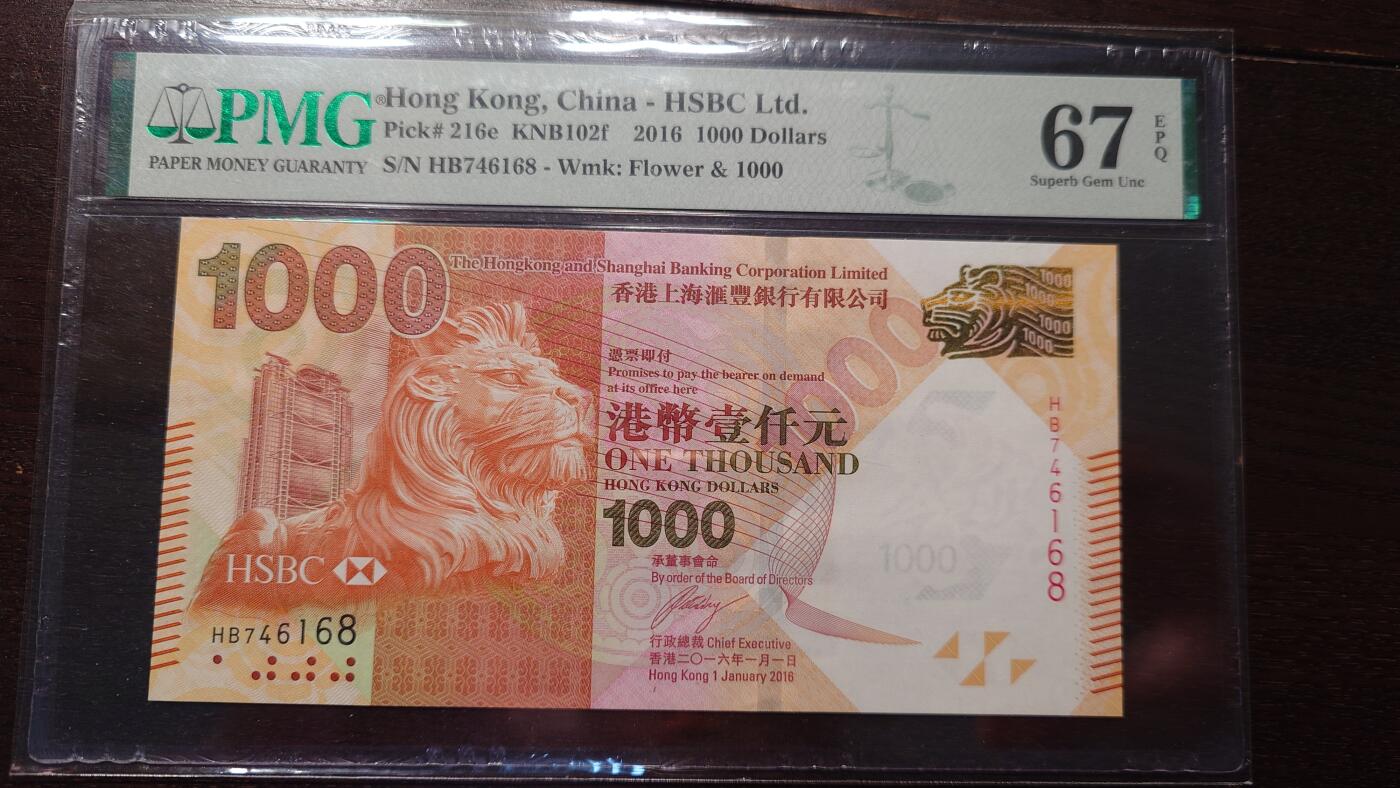 PMG®
PAPER MONEY GUARANTY
Hong Kong, China - HSBC Ltd.
Pick# 216e KNB102f 2016 1000 Dollars
S/N HB746168 - Wmk: Flower & 1000
67
EPQ
Superb Gem Unc
1000
The Hongkong and Shanghai Banking Corporation Limited
香港上海滙豐銀行有限公司
1000
1000
1000
1000
1000
憑票即付
Promises to pay the bearer on demand
at its office here
港幣壹仟元
ONE THOUSAND
HONG KONG DOLLARS
1000
1000
承董事會命
By order of the Board of Directors
行政總裁 Chief Executive
香港二〇一六年一月一日
Hong Kong 1 January 2016
HSBC
HB746168
HB746168